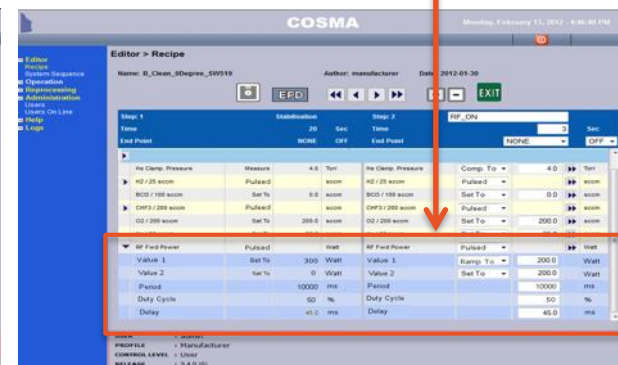 COSMA
Monday, February 13, 2012 - 4:46:40 PM
Editor
Recipe
System Sequence
Operation
Reprocessing
Administration
Users
Users On Line
Help
Logs
Editor > Recipe
Name: B_Clean_0Degree_SW519 Author: manufacturer Date: 2012-01-30
EPD EXIT
Step: 1 Stabilisation Step: 2 RF_ON
Time 20 Sec Time 3 Sec
End Point NONE OFF End Point NONE OFF
He Clamp. Pressure Measure 4.0 Torr He Clamp. Pressure Comp. To 4.0 Torr
H2 / 25 sccm Pulsed sccm H2 / 25 sccm Pulsed sccm
BCl3 / 100 sccm Set To 0.0 sccm BCl3 / 100 sccm Set To 0.0 sccm
CHF3 / 200 sccm Pulsed sccm CHF3 / 200 sccm Pulsed sccm
O2 / 200 sccm Set To 200.0 sccm O2 / 200 sccm Set To 200.0 sccm
RF Fwd Power Pulsed Watt RF Fwd Power Pulsed Watt
Value 1 Set To 300 Watt Value 1 Ramp To 200.0 Watt
Value 2 Set To 0 Watt Value 2 Set To 200.0 Watt
Period 10000 ms Period 10000 ms
Duty Cycle 50 % Duty Cycle 50 %
Delay 45.0 ms Delay 45.0 ms
PROFILE : Manufacturer
CONTROL LEVEL : User
RELEASE